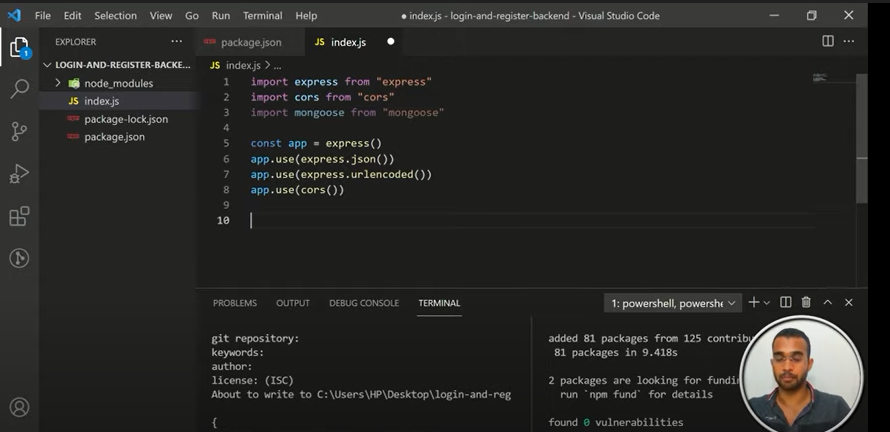 File Edit Selection View Go Run Terminal Help
● index.js - login-and-register-backend - Visual Studio Code
EXPLORER
LOGIN-AND-REGISTER-BACKE...
node_modules
JS index.js
package-lock.json
package.json
1
package.json
JS index.js ●
JS index.js > ...
1 import express from "express"
2 import cors from "cors"
3 import mongoose from "mongoose"
4
5 const app = express()
6 app.use(express.json())
7 app.use(express.urlencoded())
8 app.use(cors())
9
10
PROBLEMS OUTPUT DEBUG CONSOLE TERMINAL
1: powershell, powershe
git repository:
keywords:
author:
license: (ISC)
About to write to C:\Users\HP\Desktop\login-and-reg
{
added 81 packages from 125 contribu
81 packages in 9.418s
2 packages are looking for fundin
run `npm fund` for details
found 0 vulnerabilities